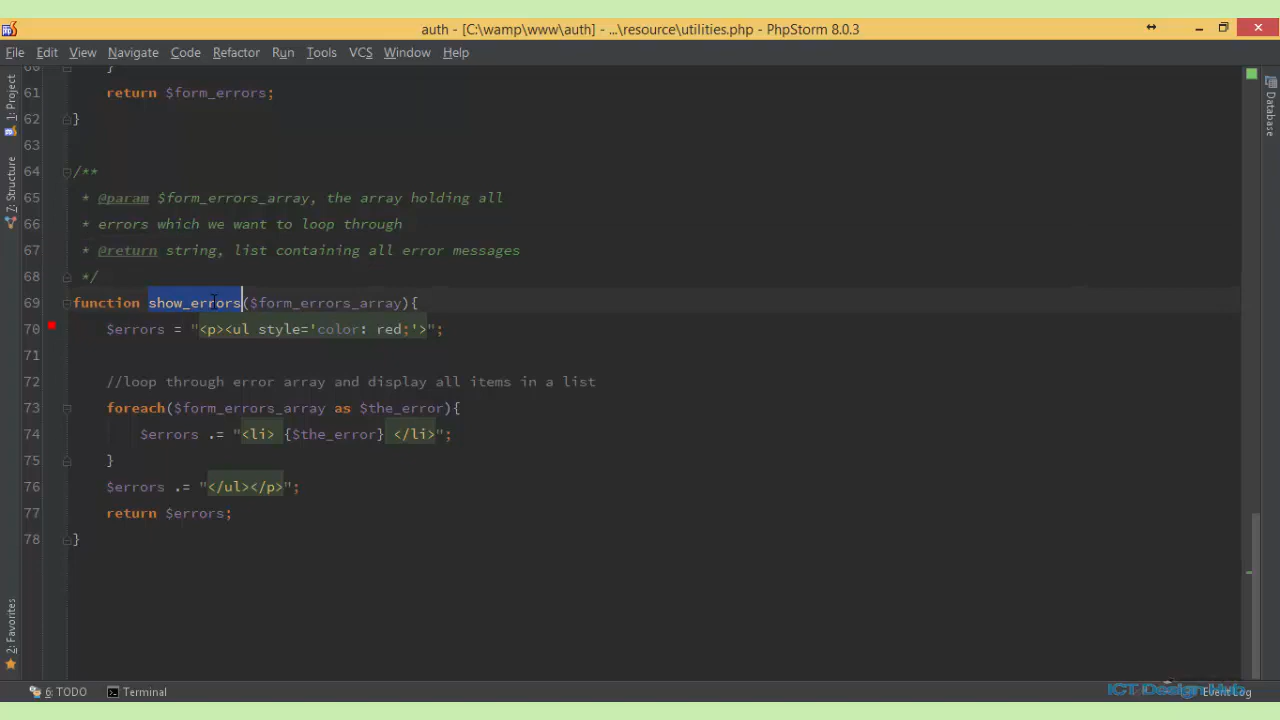 auth - [C:\wamp\www\auth] - ...\resource\utilities.php - PhpStorm 8.0.3
File Edit View Navigate Code Refactor Run Tools VCS Window Help
1: Project
7: Structure
2: Favorites
Database
60 }
61 return $form_errors;
62 }
63
64 /**
65 * @param $form_errors_array, the array holding all
66 * errors which we want to loop through
67 * @return string, list containing all error messages
68 */
69 function show_errors($form_errors_array){
70 $errors = "<p><ul style='color: red;'>";
71
72 //loop through error array and display all items in a list
73 foreach($form_errors_array as $the_error){
74 $errors .= "<li> {$the_error} </li>";
75 }
76 $errors .= "</ul></p>";
77 return $errors;
78 }
6: TODO Terminal Event Log
ICT Design Hub